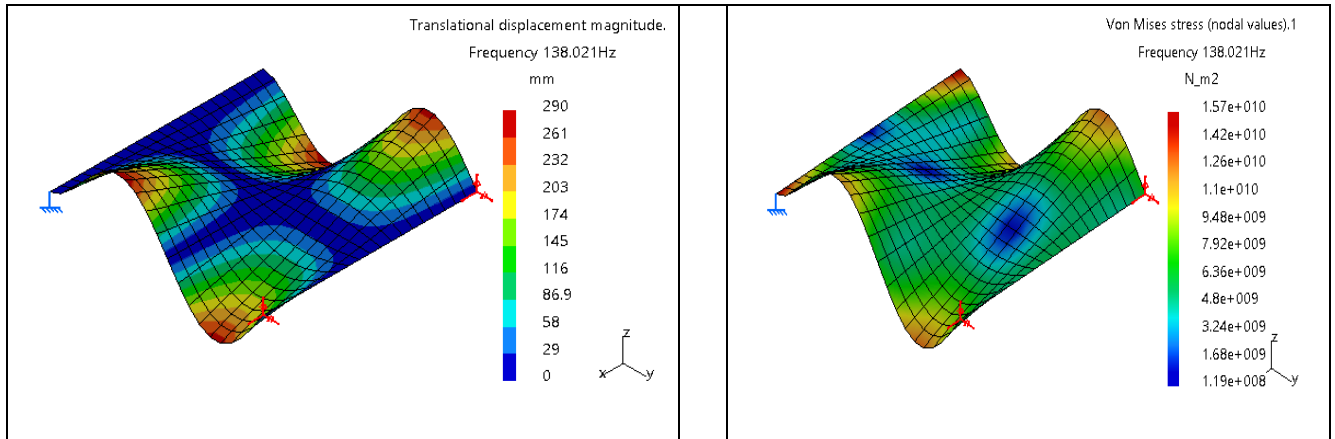 Translational displacement magnitude.
Frequency 138.021Hz
mm
290
261
232
203
174
145
116
86.9
58
29
0
z
x
y
Von Mises stress (nodal values).1
Frequency 138.021Hz
N_m2
1.57e+010
1.42e+010
1.26e+010
1.1e+010
9.48e+009
7.92e+009
6.36e+009
4.8e+009
3.24e+009
1.68e+009
1.19e+008
z
y